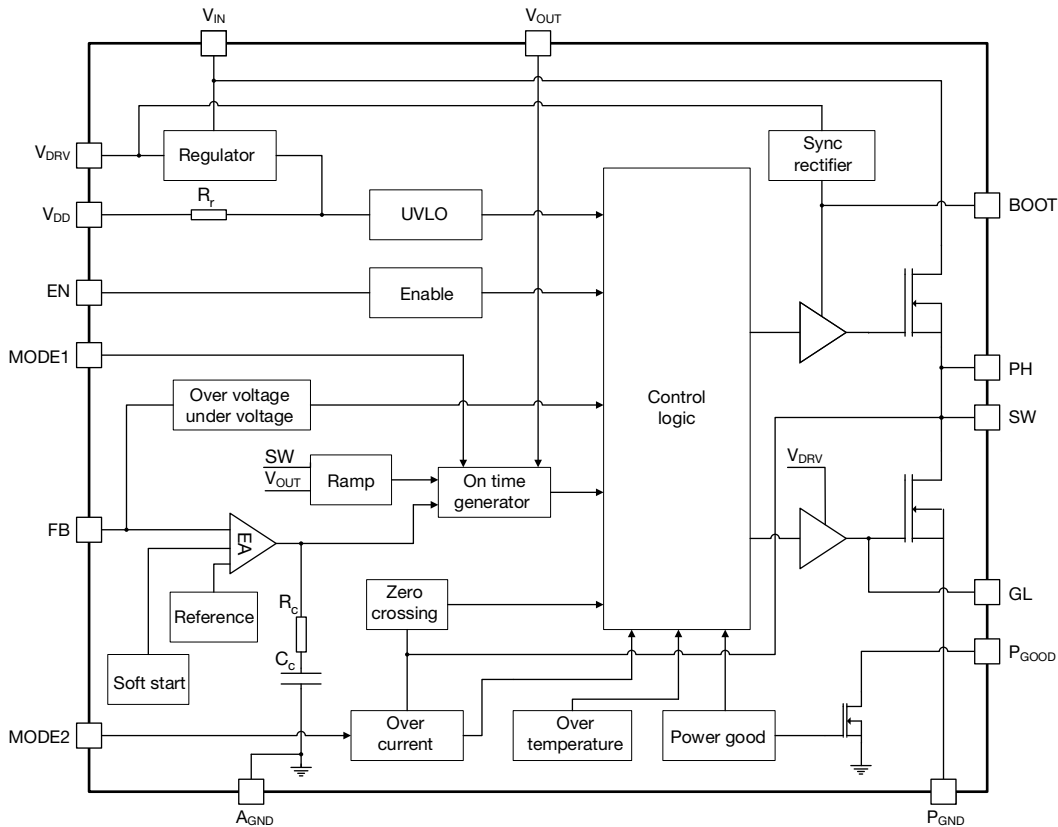 VIN
VOUT
VDRV
Regulator
Sync
rectifier
Rr
VDD
UVLO
BOOT
EN
Enable
MODE1
PH
Over voltage
under voltage
Control
logic
SW
SW
VOUT
Ramp
On time
generator
VDRV
FB
EA
Reference
Rc
Zero
crossing
GL
Soft start
Cc
PGOOD
MODE2
Over
current
Over
temperature
Power good
AGND
PGND